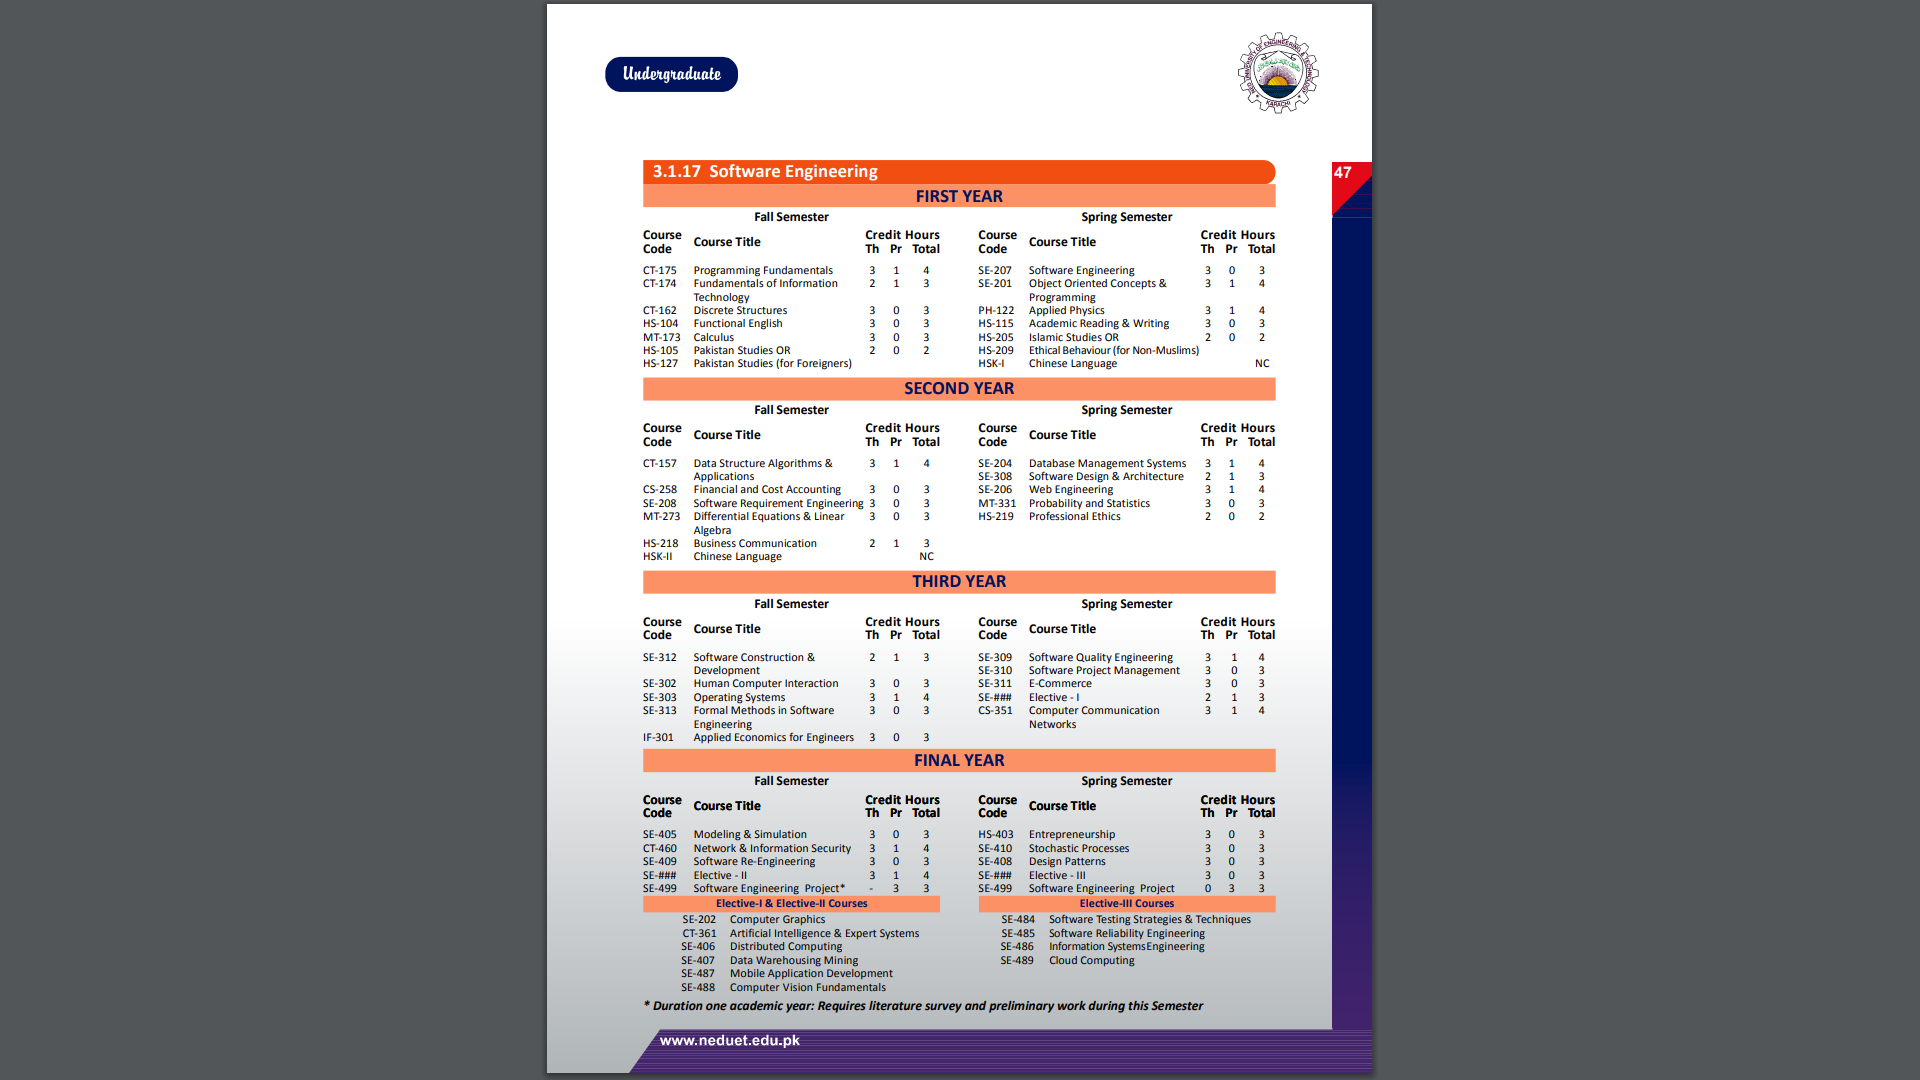 Undergraduate
NED UNIVERSITY OF ENGINEERING & TECHNOLOGY
KARACHI
47
3.1.17 Software Engineering
FIRST YEAR
Fall Semester
Course Code Course Title Credit Hours Th Pr Total
CT-175 Programming Fundamentals 3 1 4
CT-174 Fundamentals of Information 2 1 3
Technology
CT-162 Discrete Structures 3 0 3
HS-104 Functional English 3 0 3
MT-173 Calculus 3 0 3
HS-105 Pakistan Studies OR 2 0 2
HS-127 Pakistan Studies (for Foreigners)
Spring Semester
Course Code Course Title Credit Hours Th Pr Total
SE-207 Software Engineering 3 0 3
SE-201 Object Oriented Concepts & 3 1 4
Programming
PH-122 Applied Physics 3 1 4
HS-115 Academic Reading & Writing 3 0 3
HS-205 Islamic Studies OR 2 0 2
HS-209 Ethical Behaviour (for Non-Muslims)
HSK-I Chinese Language NC
SECOND YEAR
Fall Semester
Course Code Course Title Credit Hours Th Pr Total
CT-157 Data Structure Algorithms & 3 1 4
Applications
CS-258 Financial and Cost Accounting 3 0 3
SE-208 Software Requirement Engineering 3 0 3
MT-273 Differential Equations & Linear 3 0 3
Algebra
HS-218 Business Communication 2 1 3
HSK-II Chinese Language NC
Spring Semester
Course Code Course Title Credit Hours Th Pr Total
SE-204 Database Management Systems 3 1 4
SE-308 Software Design & Architecture 2 1 3
SE-206 Web Engineering 3 1 4
MT-331 Probability and Statistics 3 0 3
HS-219 Professional Ethics 2 0 2
THIRD YEAR
Fall Semester
Course Code Course Title Credit Hours Th Pr Total
SE-312 Software Construction & 2 1 3
Development
SE-302 Human Computer Interaction 3 0 3
SE-303 Operating Systems 3 1 4
SE-313 Formal Methods in Software 3 0 3
Engineering
IF-301 Applied Economics for Engineers 3 0 3
Spring Semester
Course Code Course Title Credit Hours Th Pr Total
SE-309 Software Quality Engineering 3 1 4
SE-310 Software Project Management 3 0 3
SE-311 E-Commerce 3 0 3
SE-### Elective - I 2 1 3
CS-351 Computer Communication 3 1 4
Networks
FINAL YEAR
Fall Semester
Course Code Course Title Credit Hours Th Pr Total
SE-405 Modeling & Simulation 3 0 3
CT-460 Network & Information Security 3 1 4
SE-409 Software Re-Engineering 3 0 3
SE-### Elective - II 3 1 4
SE-499 Software Engineering Project* - 3 3
Spring Semester
Course Code Course Title Credit Hours Th Pr Total
HS-403 Entrepreneurship 3 0 3
SE-410 Stochastic Processes 3 0 3
SE-408 Design Patterns 3 0 3
SE-### Elective - III 3 0 3
SE-499 Software Engineering Project 0 3 3
Elective-I & Elective-II Courses
SE-202 Computer Graphics
CT-361 Artificial Intelligence & Expert Systems
SE-406 Distributed Computing
SE-407 Data Warehousing Mining
SE-487 Mobile Application Development
SE-488 Computer Vision Fundamentals
Elective-III Courses
SE-484 Software Testing Strategies & Techniques
SE-485 Software Reliability Engineering
SE-486 Information Systems Engineering
SE-489 Cloud Computing
* Duration one academic year: Requires literature survey and preliminary work during this Semester
www.neduet.edu.pk